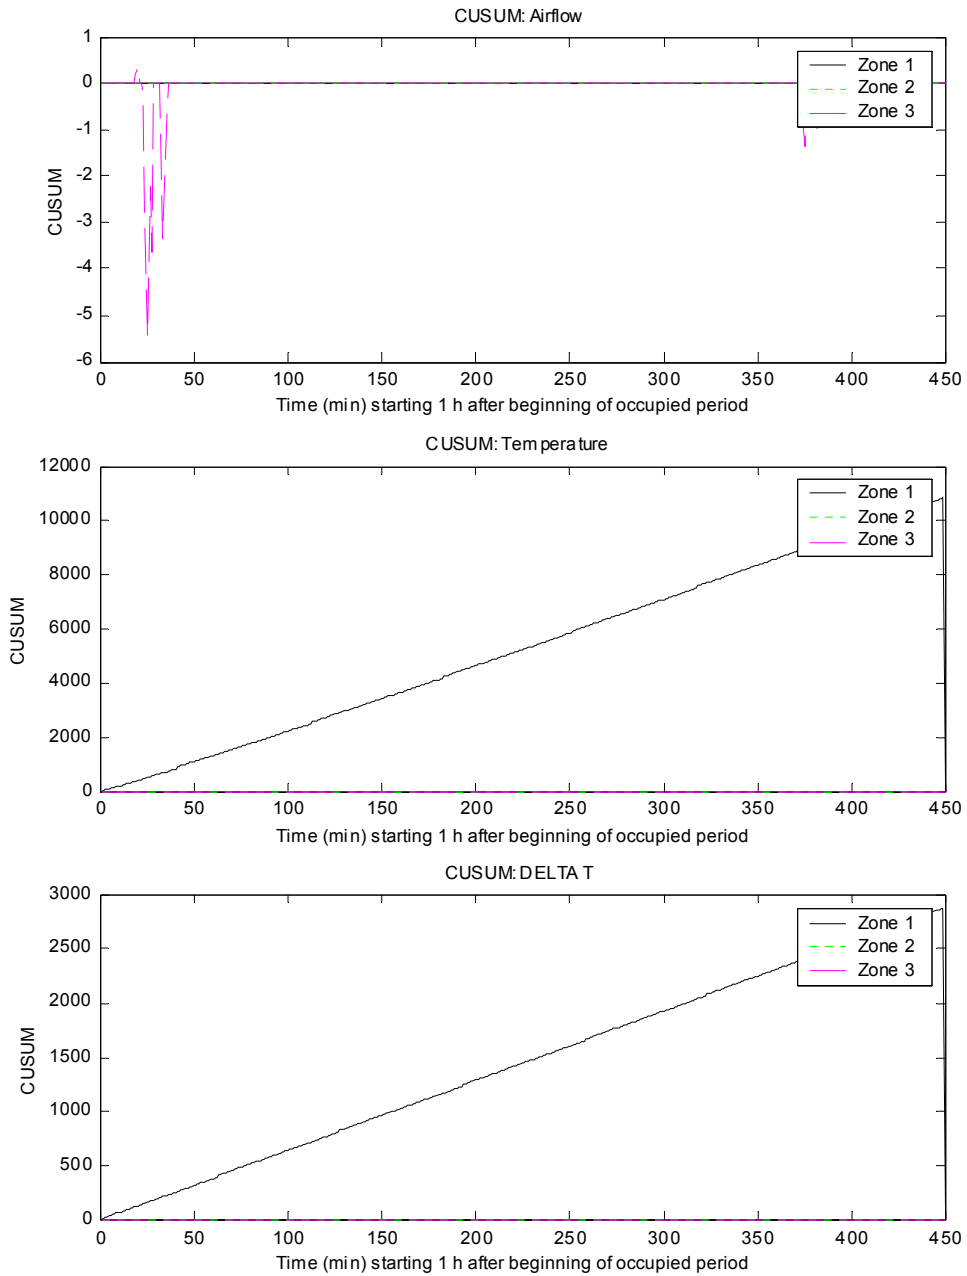 CUSUM: Airflow
1
0
-1
-2
-3
-4
-5
-6
CUSUM
Zone 1
Zone 2
Zone 3
0 50 100 150 200 250 300 350 400 450
Time (min) starting 1 h after beginning of occupied period
CUSUM: Temperature
12000
10000
8000
6000
4000
2000
0
CUSUM
Zone 1
Zone 2
Zone 3
0 50 100 150 200 250 300 350 400 450
Time (min) starting 1 h after beginning of occupied period
CUSUM: DELTA T
3000
2500
2000
1500
1000
500
0
CUSUM
Zone 1
Zone 2
Zone 3
0 50 100 150 200 250 300 350 400 450
Time (min) starting 1 h after beginning of occupied period